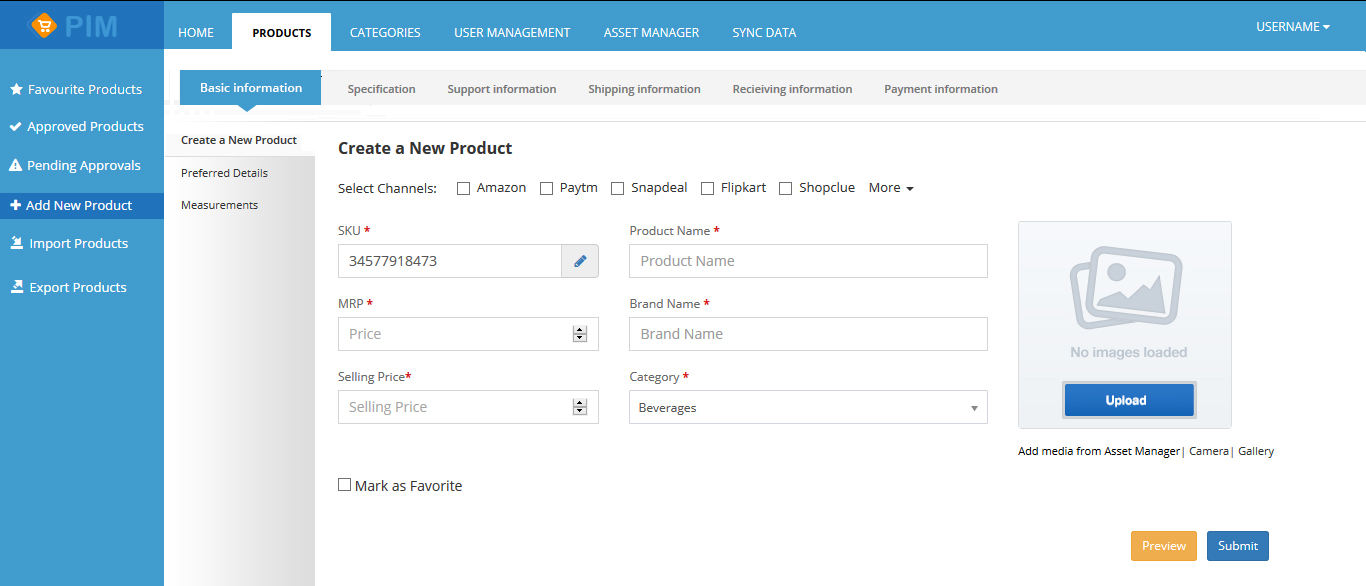 PIM
HOME PRODUCTS CATEGORIES USER MANAGEMENT ASSET MANAGER SYNC DATA USERNAME
Favourite Products
Approved Products
Pending Approvals
Add New Product
Import Products
Export Products
Basic information Specification Support information Shipping information Recieiving information Payment information
Create a New Product
Preferred Details
Measurements
Create a New Product
Select Channels: Amazon Paytm Snapdeal Flipkart Shopclue More
SKU * Product Name *
34577918473 Product Name
MRP * Brand Name *
Price Brand Name
Selling Price* Category *
Selling Price Beverages
No images loaded
Upload
Add media from Asset Manager| Camera| Gallery
Mark as Favorite
Preview Submit